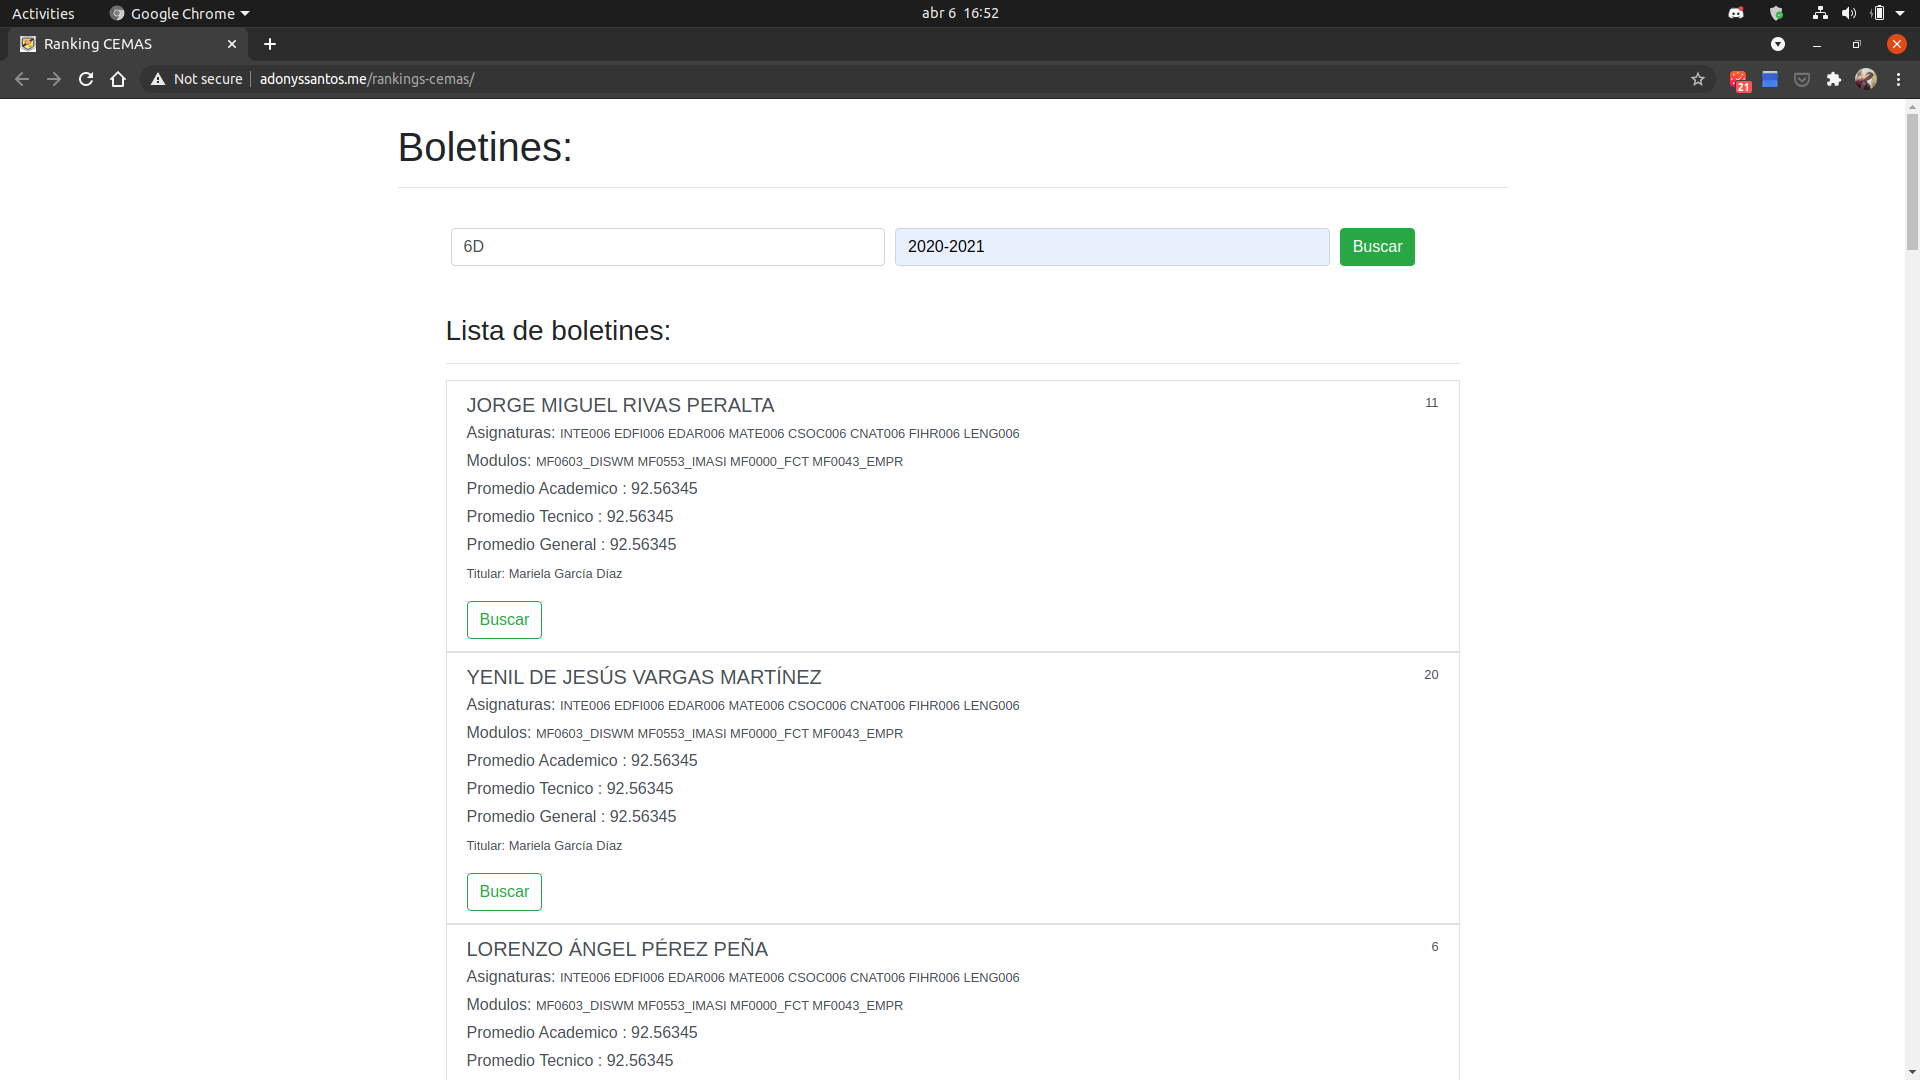 Activities
Google Chrome
abr 6 16:52
Ranking CEMAS
Not secure
adonyssantos.me/rankings-cemas/
21
Boletines:
6D
2020-2021
Buscar
Lista de boletines:
JORGE MIGUEL RIVAS PERALTA
11
Asignaturas: INTE006 EDFI006 EDAR006 MATE006 CSOC006 CNAT006 FIHR006 LENG006
Modulos: MF0603_DISWM MF0553_IMASI MF0000_FCT MF0043_EMPR
Promedio Academico : 92.56345
Promedio Tecnico : 92.56345
Promedio General : 92.56345
Titular: Mariela García Díaz
Buscar
YENIL DE JESÚS VARGAS MARTÍNEZ
20
Asignaturas: INTE006 EDFI006 EDAR006 MATE006 CSOC006 CNAT006 FIHR006 LENG006
Modulos: MF0603_DISWM MF0553_IMASI MF0000_FCT MF0043_EMPR
Promedio Academico : 92.56345
Promedio Tecnico : 92.56345
Promedio General : 92.56345
Titular: Mariela García Díaz
Buscar
LORENZO ÁNGEL PÉREZ PEÑA
6
Asignaturas: INTE006 EDFI006 EDAR006 MATE006 CSOC006 CNAT006 FIHR006 LENG006
Modulos: MF0603_DISWM MF0553_IMASI MF0000_FCT MF0043_EMPR
Promedio Academico : 92.56345
Promedio Tecnico : 92.56345